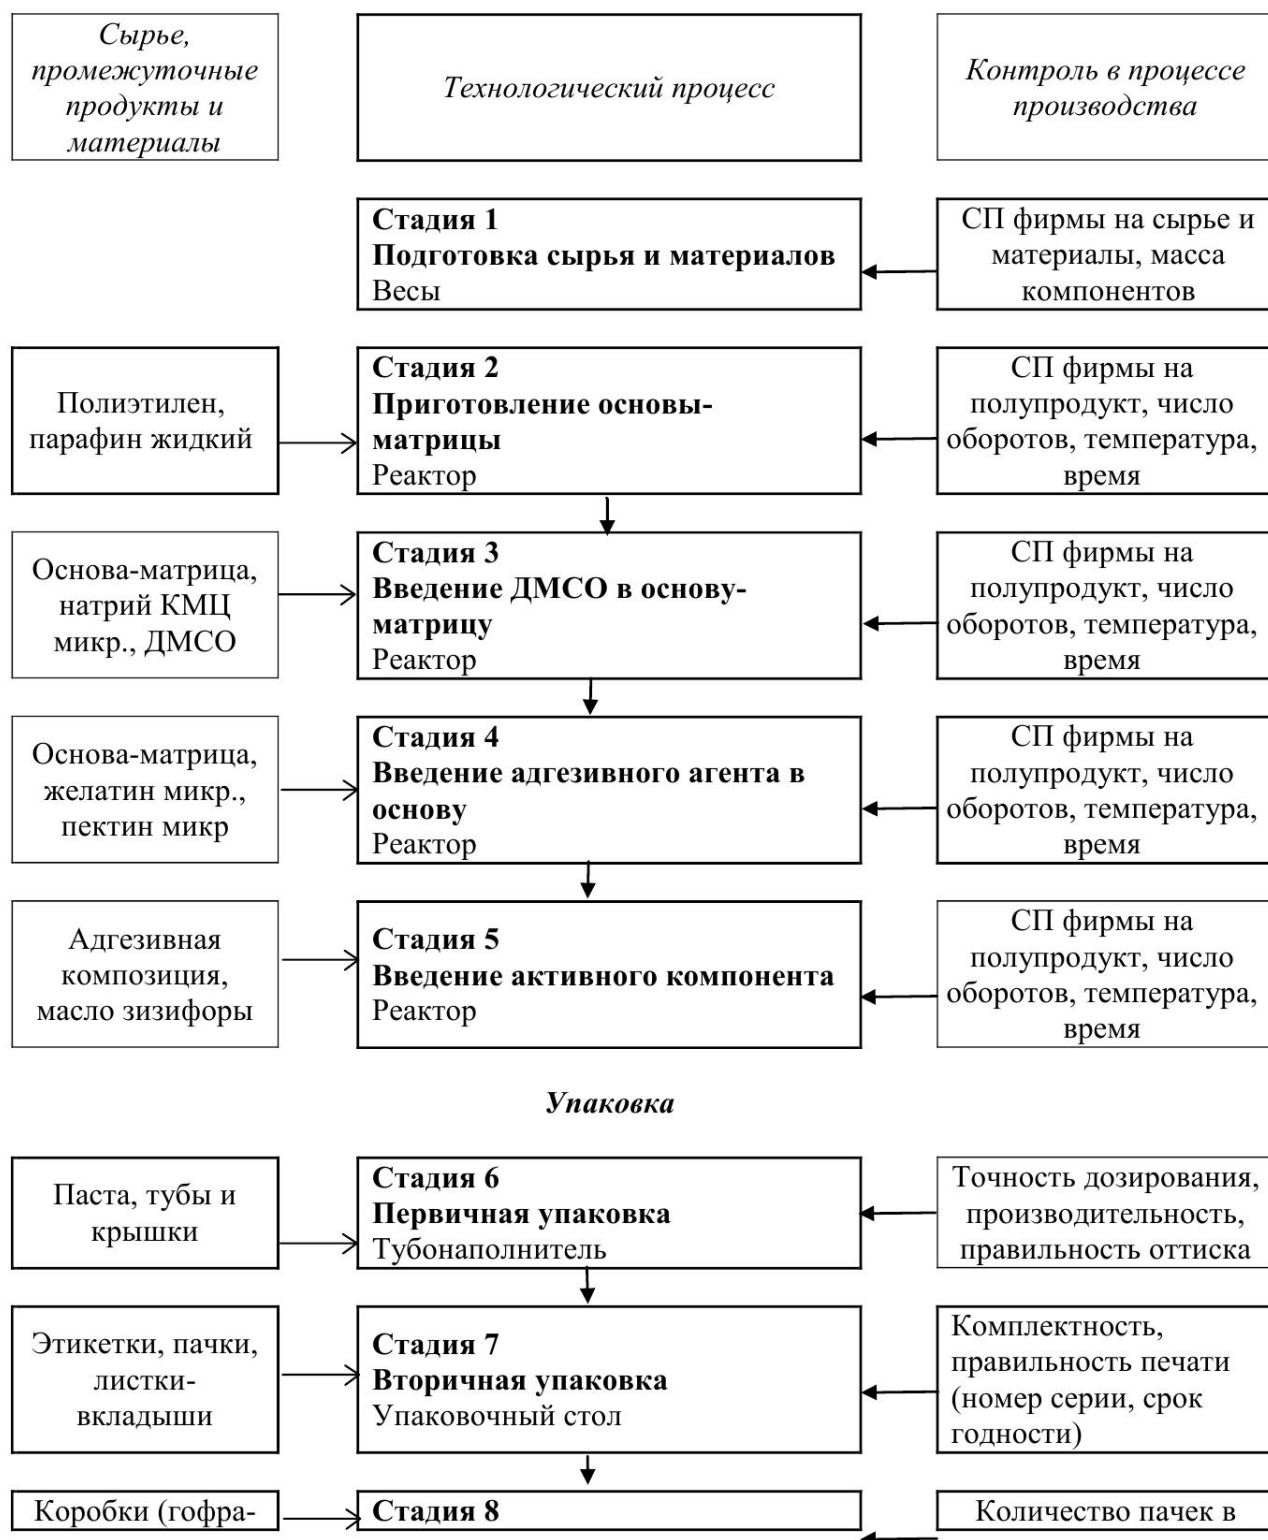 Сырье,
промежуточные
продукты и
материалы
Технологический процесс
Контроль в процессе
производства
Стадия 1
Подготовка сырья и материалов
Весы
СП фирмы на сырье и
материалы, масса
компонентов
Полиэтилен,
парафин жидкий
Стадия 2
Приготовление основы-
матрицы
Реактор
СП фирмы на
полупродукт, число
оборотов, температура,
время
Основа-матрица,
натрий КМЦ
микр., ДМСО
Стадия 3
Введение ДМСО в основу-
матрицу
Реактор
СП фирмы на
полупродукт, число
оборотов, температура,
время
Основа-матрица,
желатин микр.,
пектин микр
Стадия 4
Введение адгезивного агента в
основу
Реактор
СП фирмы на
полупродукт, число
оборотов, температура,
время
Адгезивная
композиция,
масло зизифоры
Стадия 5
Введение активного компонента
Реактор
СП фирмы на
полупродукт, число
оборотов, температура,
время
Упаковка
Паста, тубы и
крышки
Стадия 6
Первичная упаковка
Тубонаполнитель
Точность дозирования,
производительность,
правильность оттиска
Этикетки, пачки,
листки-
вкладыши
Стадия 7
Вторичная упаковка
Упаковочный стол
Комплектность,
правильность печати
(номер серии, срок
годности)
Коробки (гофра-
Стадия 8
Количество пачек в